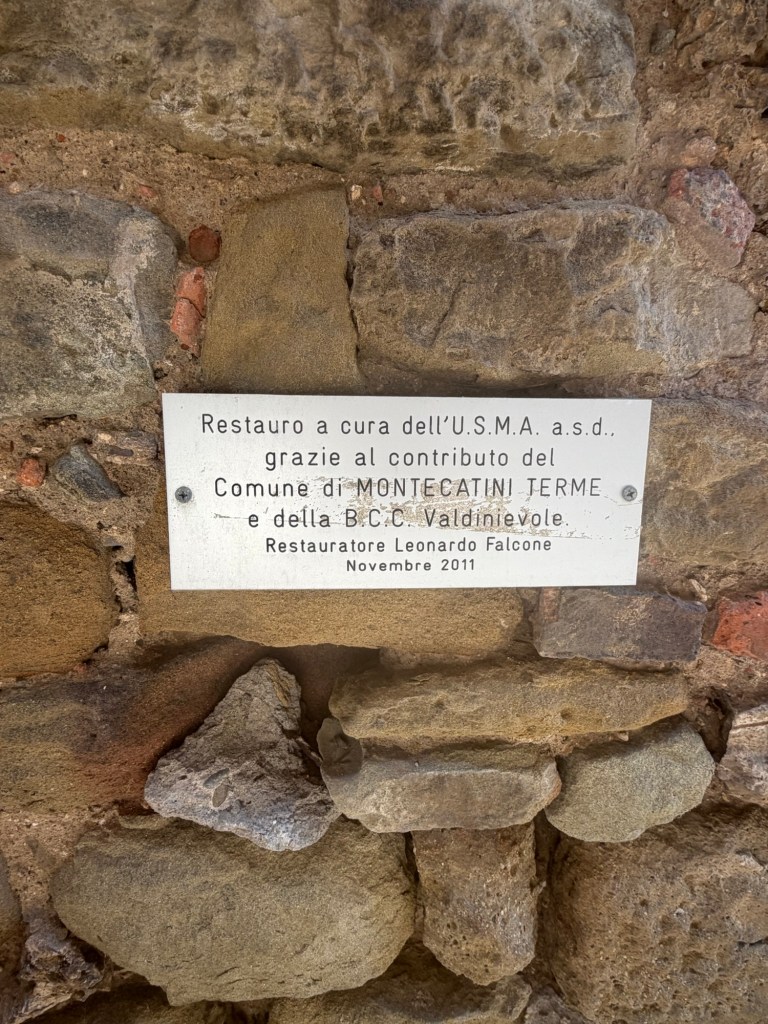 Restauro a cura dell'U.S.M.A. a.s.d.,
grazie al contributo del
Comune di MONTECATINI TERME
e della B.C.C. Valdinievole.
Restauratore Leonardo Falcone
Novembre 2011